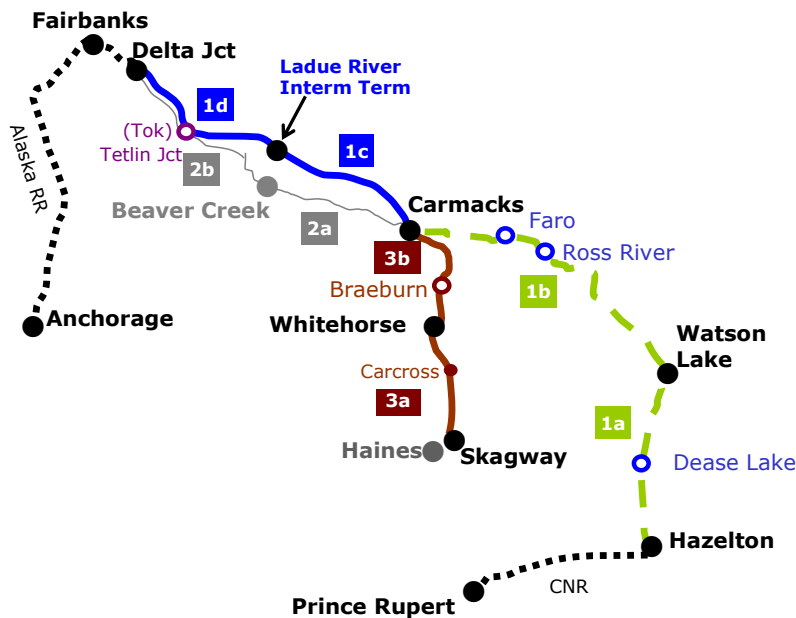 Fairbanks
Delta Jct
Ladue River
Interm Term
1d
(Tok)
Tetlin Jct
Alaska RR
2b
1c
Beaver Creek
2a
Carmacks
Faro
Ross River
3b
1b
Braeburn
Anchorage
Whitehorse
Watson
Lake
Carcross
3a
1a
Haines
Skagway
Dease Lake
Hazelton
CNR
Prince Rupert